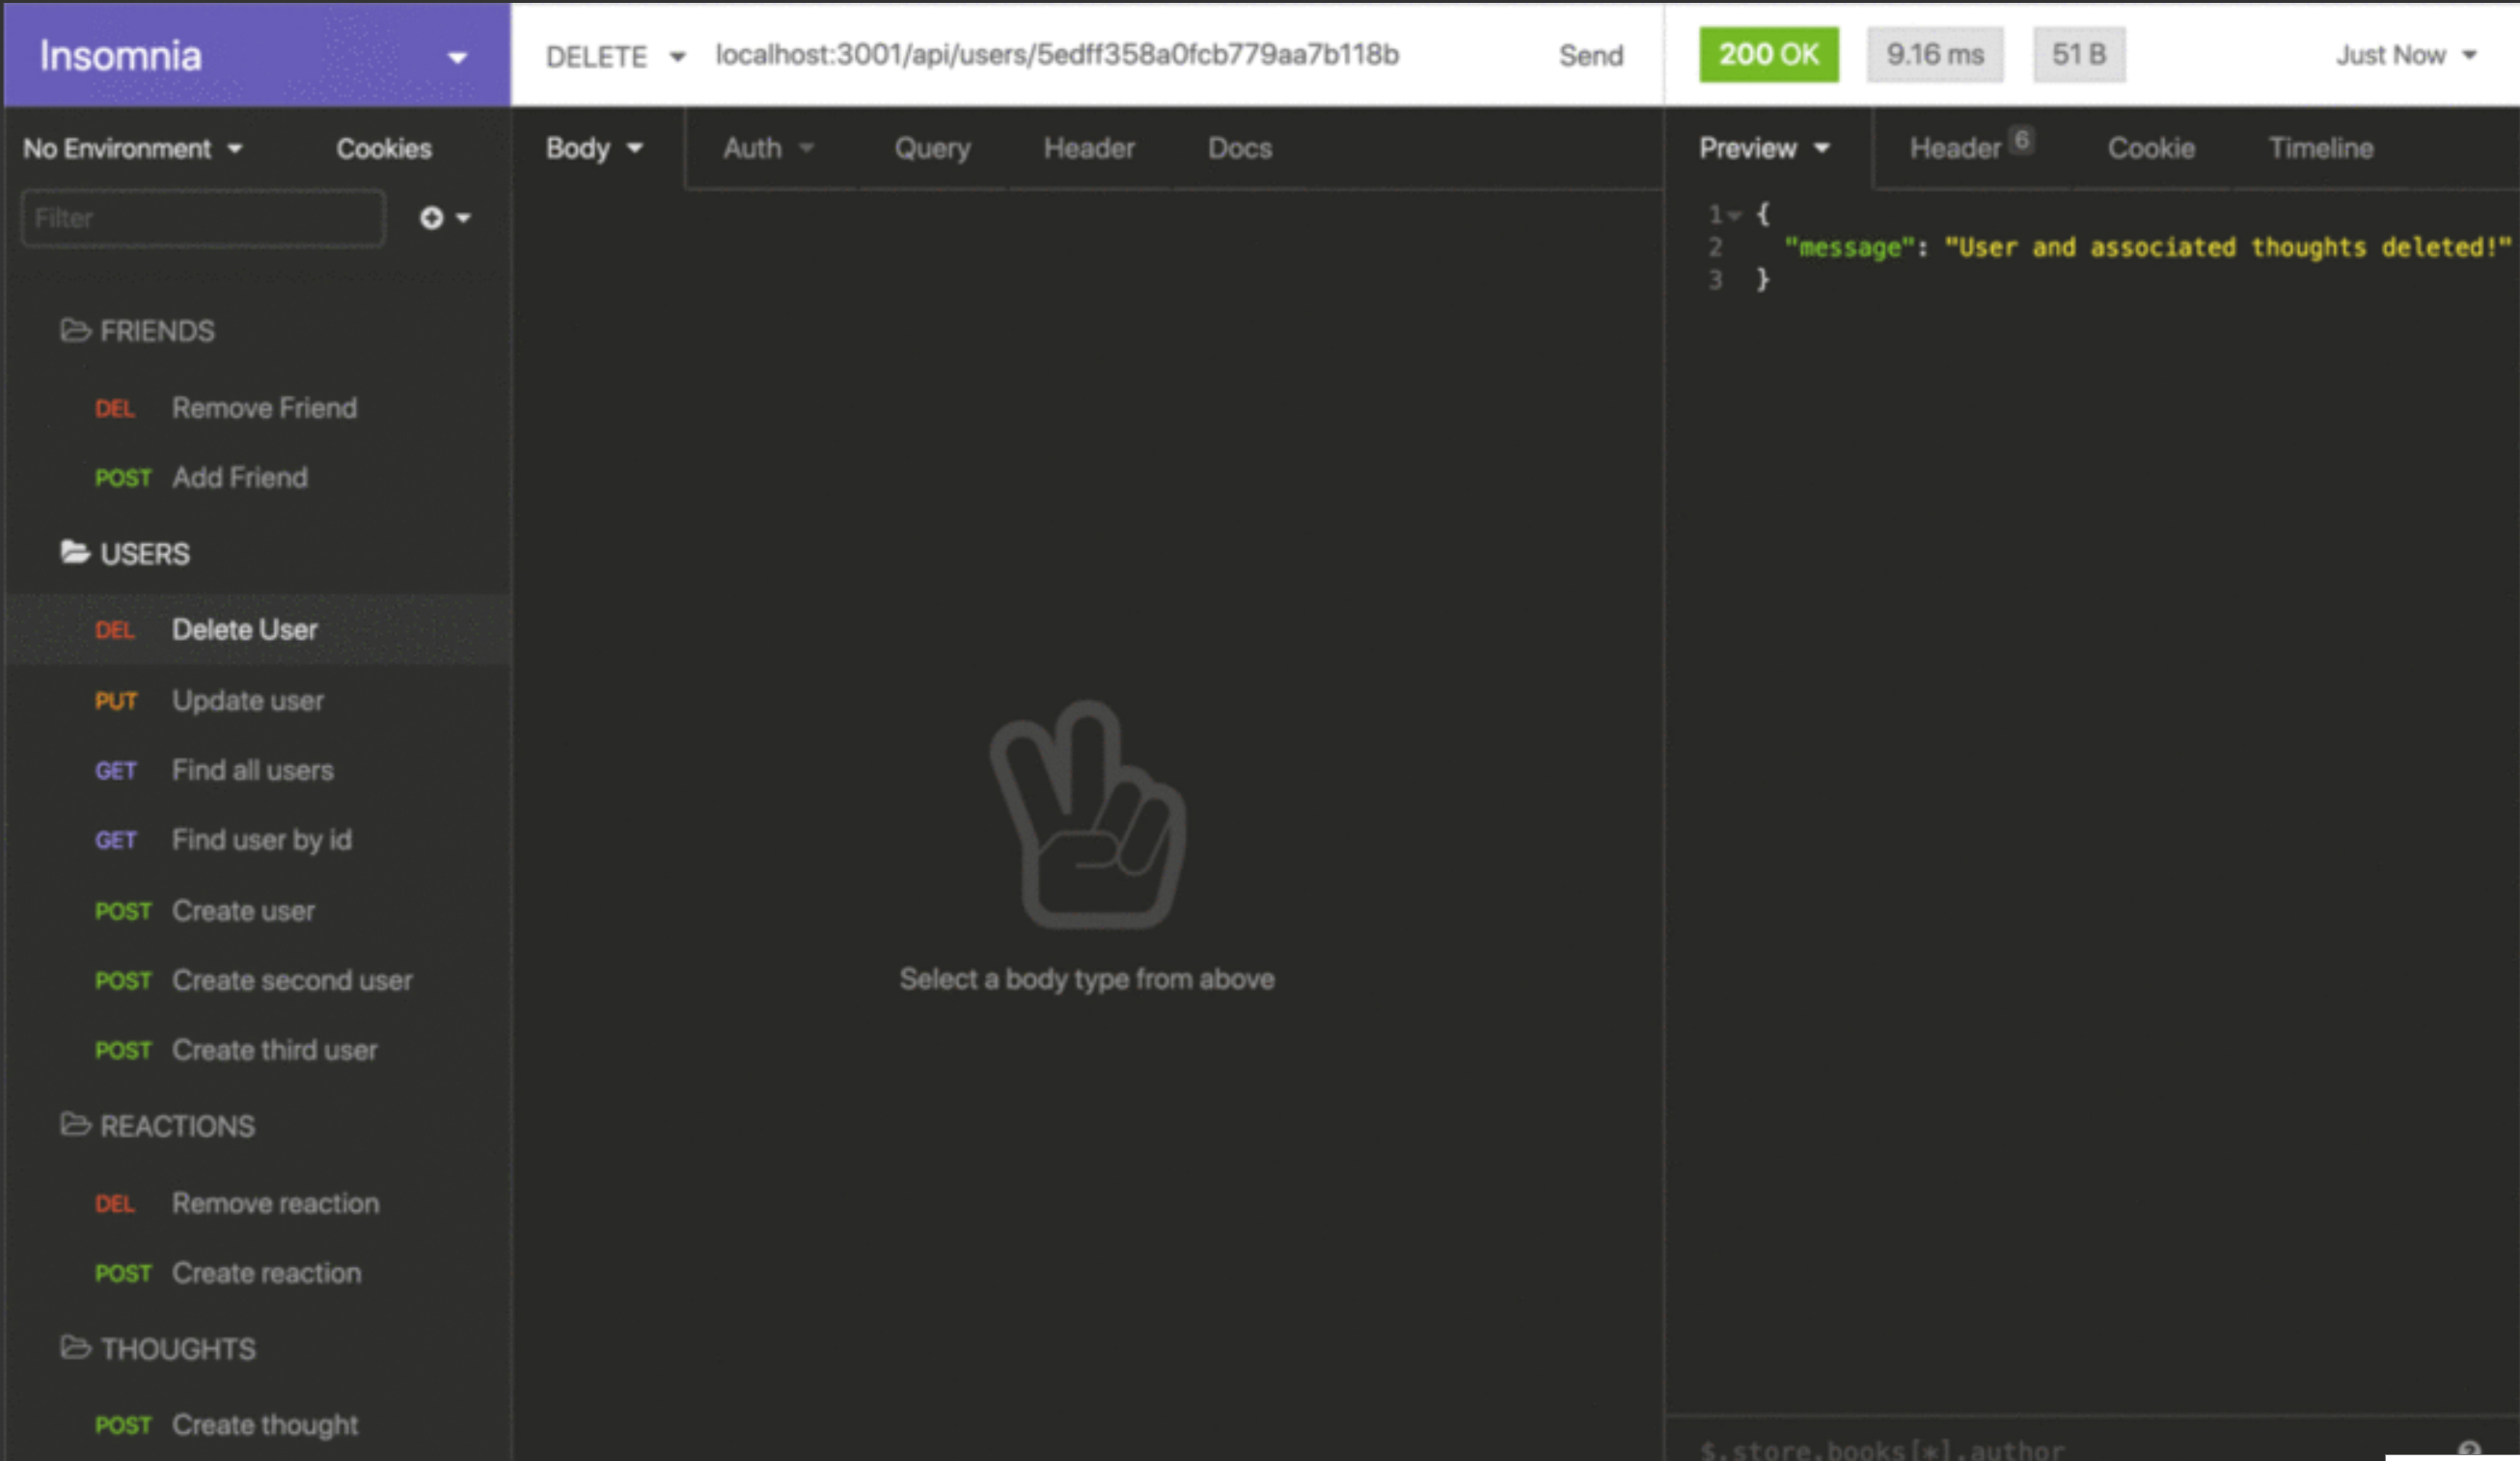 Insomnia
DELETE localhost:3001/api/users/5edff358a0fcb779aa7b118b Send
200 OK 9.16 ms 51 B Just Now
No Environment Cookies
Body Auth Query Header Docs
Preview Header 6 Cookie Timeline
Filter
1 {
2 "message": "User and associated thoughts deleted!"
3 }
FRIENDS
DEL Remove Friend
POST Add Friend
USERS
DEL Delete User
PUT Update user
GET Find all users
GET Find user by id
POST Create user
POST Create second user
POST Create third user
REACTIONS
DEL Remove reaction
POST Create reaction
THOUGHTS
POST Create thought
Select a body type from above
$.store.books[*].author